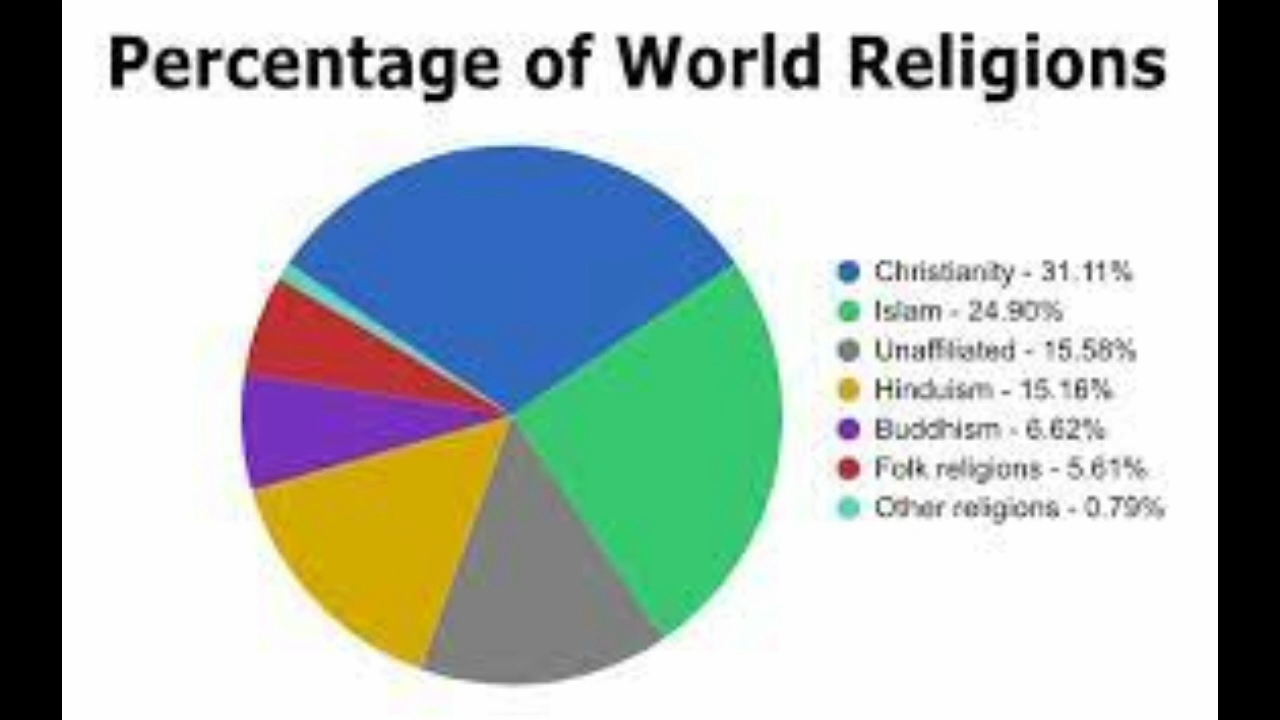 Percentage of World Religions
Christianity - 31.11%
Islam - 24.90%
Unaffiliated - 15.58%
Hinduism - 15.16%
Buddhism - 6.62%
Folk religions - 5.61%
Other religions - 0.79%